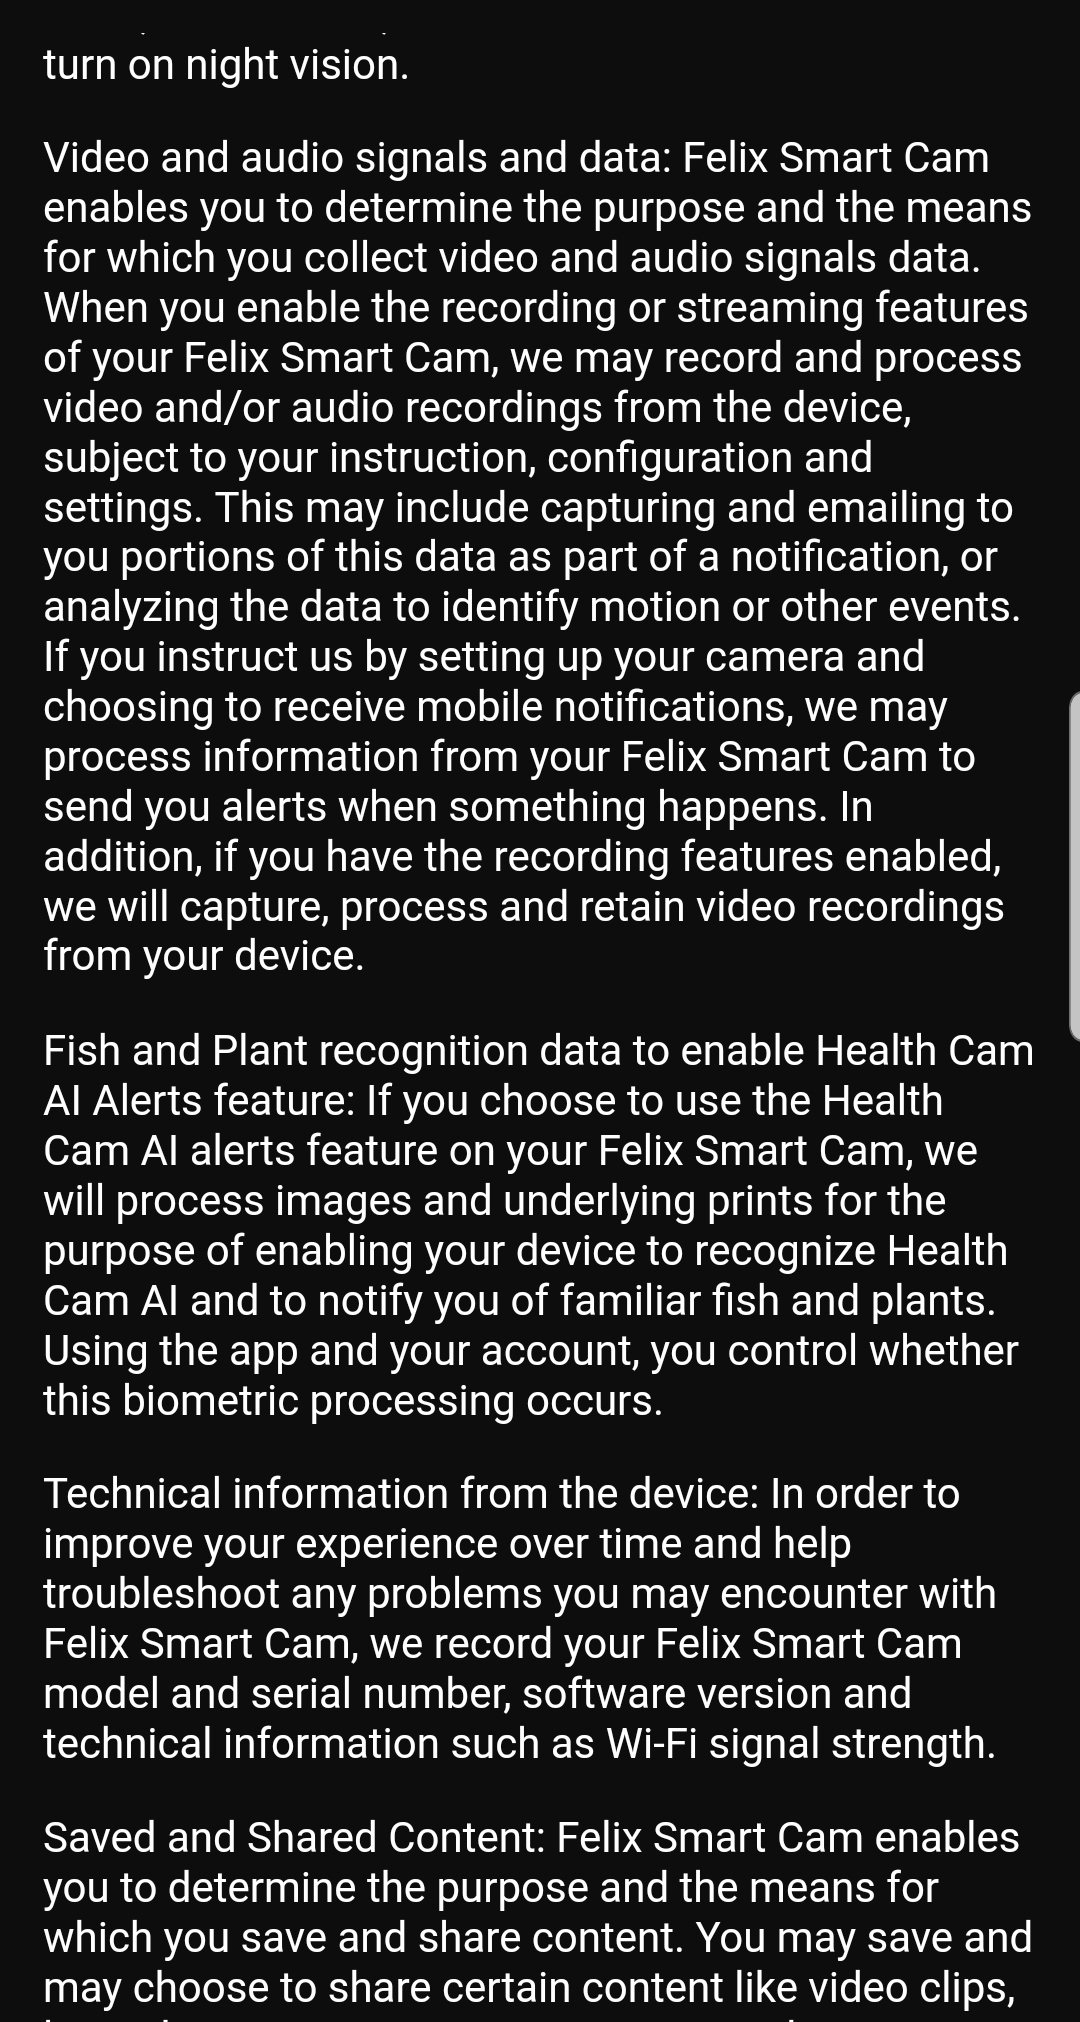 turn on night vision.
Video and audio signals and data: Felix Smart Cam
enables you to determine the purpose and the means
for which you collect video and audio signals data.
When you enable the recording or streaming features
of your Felix Smart Cam, we may record and process
video and/or audio recordings from the device,
subject to your instruction, configuration and
settings. This may include capturing and emailing to
you portions of this data as part of a notification, or
analyzing the data to identify motion or other events.
If you instruct us by setting up your camera and
choosing to receive mobile notifications, we may
process information from your Felix Smart Cam to
send you alerts when something happens. In
addition, if you have the recording features enabled,
we will capture, process and retain video recordings
from your device.
Fish and Plant recognition data to enable Health Cam
AI Alerts feature: If you choose to use the Health
Cam AI alerts feature on your Felix Smart Cam, we
will process images and underlying prints for the
purpose of enabling your device to recognize Health
Cam AI and to notify you of familiar fish and plants.
Using the app and your account, you control whether
this biometric processing occurs.
Technical information from the device: In order to
improve your experience over time and help
troubleshoot any problems you may encounter with
Felix Smart Cam, we record your Felix Smart Cam
model and serial number, software version and
technical information such as Wi-Fi signal strength.
Saved and Shared Content: Felix Smart Cam enables
you to determine the purpose and the means for
which you save and share content. You may save and
may choose to share certain content like video clips,